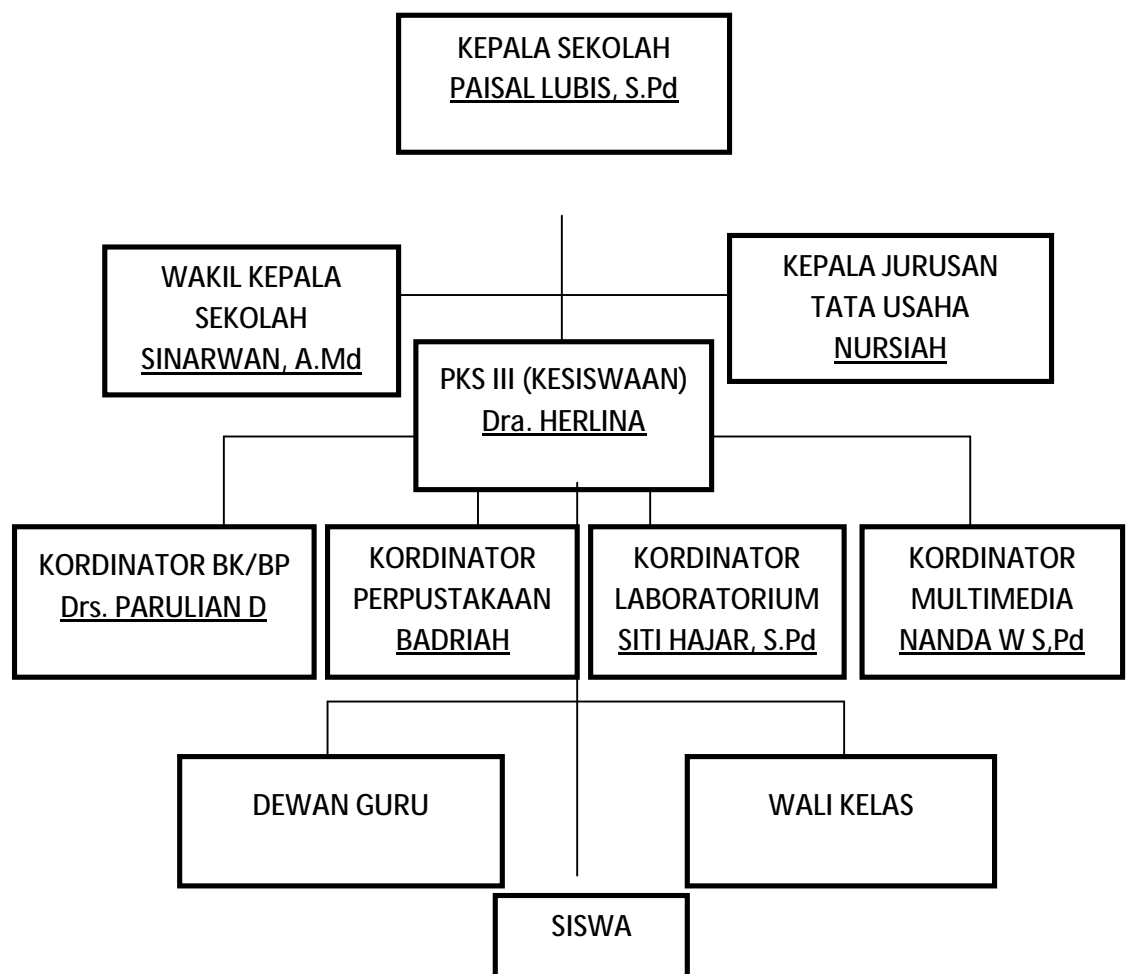 KEPALA SEKOLAH
PAISAL LUBIS, S.Pd
WAKIL KEPALA
SEKOLAH
SINARWAN, A.Md
KEPALA JURUSAN
TATA USAHA
NURSIAH
PKS III (KESISWAAN)
Dra. HERLINA
KORDINATOR BK/BP
Drs. PARULIAN D
KORDINATOR
PERPUSTAKAAN
BADRIAH
KORDINATOR
LABORATORIUM
SITI HAJAR, S.Pd
KORDINATOR
MULTIMEDIA
NANDA W S,Pd
DEWAN GURU
WALI KELAS
SISWA